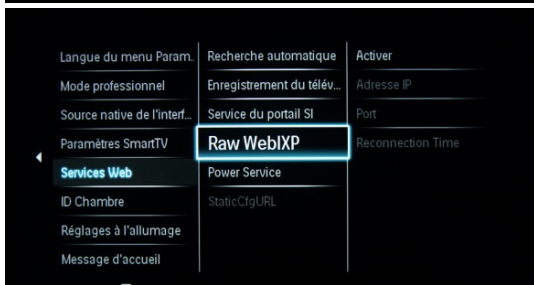 Langue du menu Param.
Mode professionnel
Source native de l'interf...
Paramètres SmartTV
Services Web
ID Chambre
Réglages à l'allumage
Message d'accueil
Recherche automatique
Enregistrement du télév...
Service du portail SI
Raw WebIXP
Power Service
StaticCfgURL
Activer
Adresse IP
Port
Reconnection Time